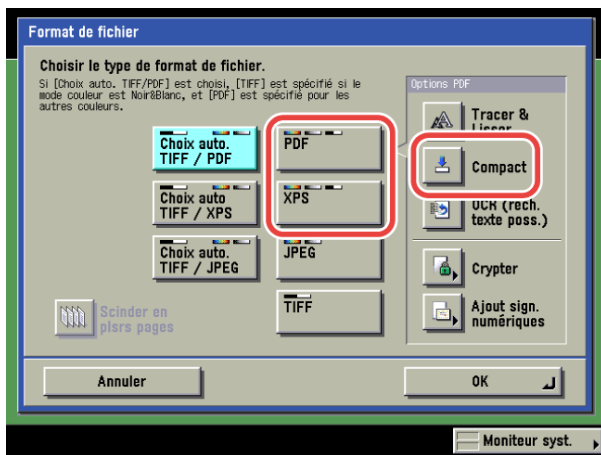 Format de fichier
Choisir le type de format de fichier.
Si [Choix auto. TIFF/PDF] est choisi, [TIFF] est spécifié si le
mode couleur est Noir&Blanc, et [PDF] est spécifié pour les
autres couleurs.
Choix auto.
TIFF / PDF
PDF
Choix auto
TIFF / XPS
XPS
Choix auto.
TIFF / JPEG
JPEG
TIFF
Scinder en
plsrs pages
Options PDF
Tracer &
Lisser
Compact
OCR (rech.
texte poss.)
Crypter
Ajout sign.
numériques
Annuler
OK
Moniteur syst.